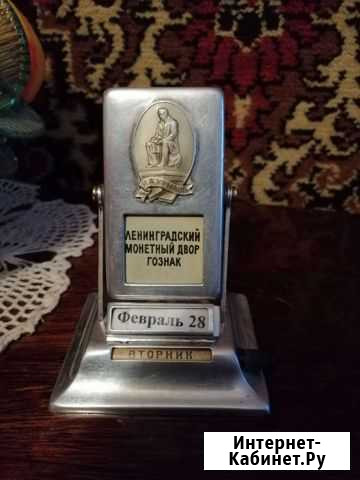 ЛЕНИНГРАДСКИЙ
МОНЕТНЫЙ ДВОР
ГОЗНАК
Февраль 28
ВТОРНИК
Интернет-
Кабинет.Ру